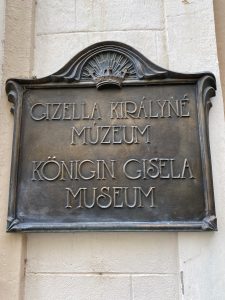 GIZELLA KIRÁLYNÉ
MÚZEUM
KÖNIGIN GISELA
MUSEUM